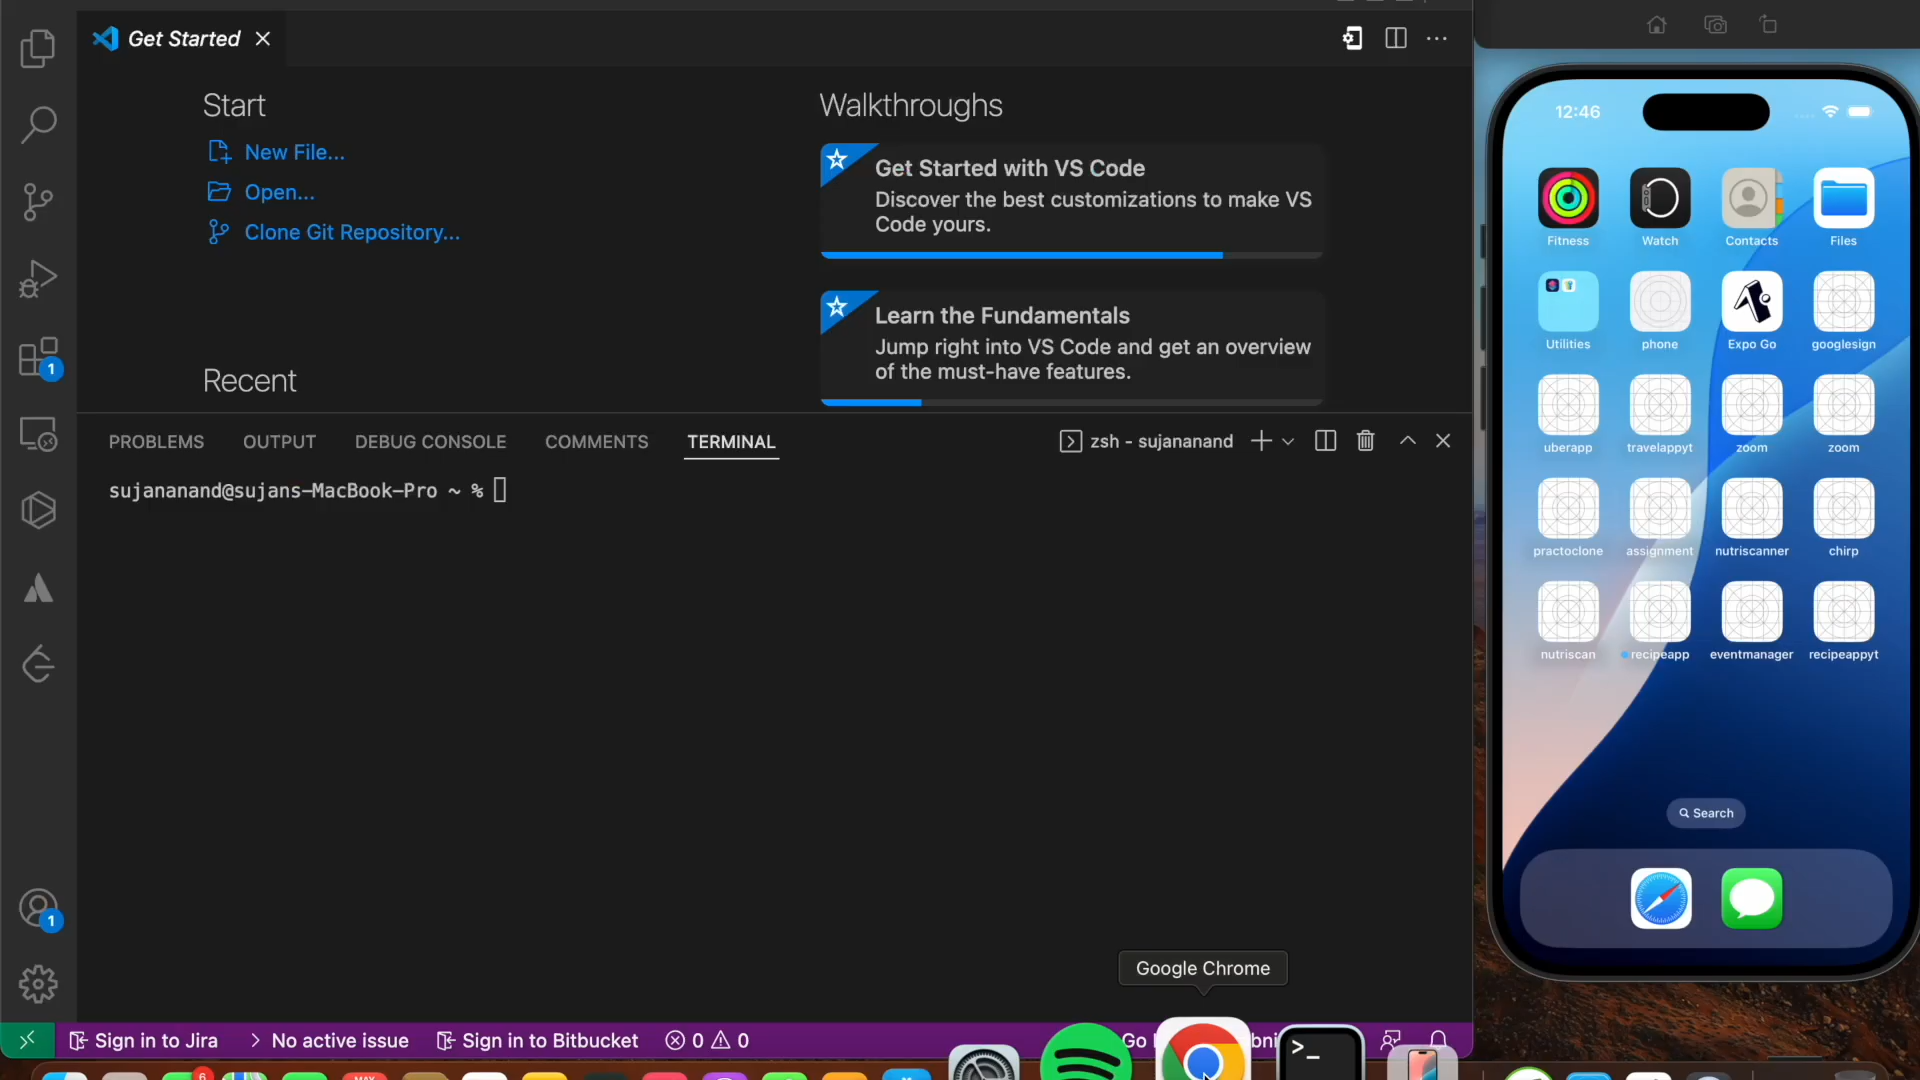 Get Started
Start
New File...
Open...
Clone Git Repository...
Recent
Walkthroughs
Get Started with VS Code
Discover the best customizations to make VS
Code yours.
Learn the Fundamentals
Jump right into VS Code and get an overview
of the must-have features.
PROBLEMS OUTPUT DEBUG CONSOLE COMMENTS TERMINAL
zsh - sujananand
sujananand@sujans-MacBook-Pro ~ %
1
1
Google Chrome
Sign in to Jira > No active issue Sign in to Bitbucket 0 0 Go
>_
6
12:46
Fitness Watch Contacts Files
Utilities phone Expo Go googlesign
uberapp travelappyt zoom zoom
practoclone assignment nutriscanner chirp
nutriscan recipeapp eventmanager recipeappyt
Search